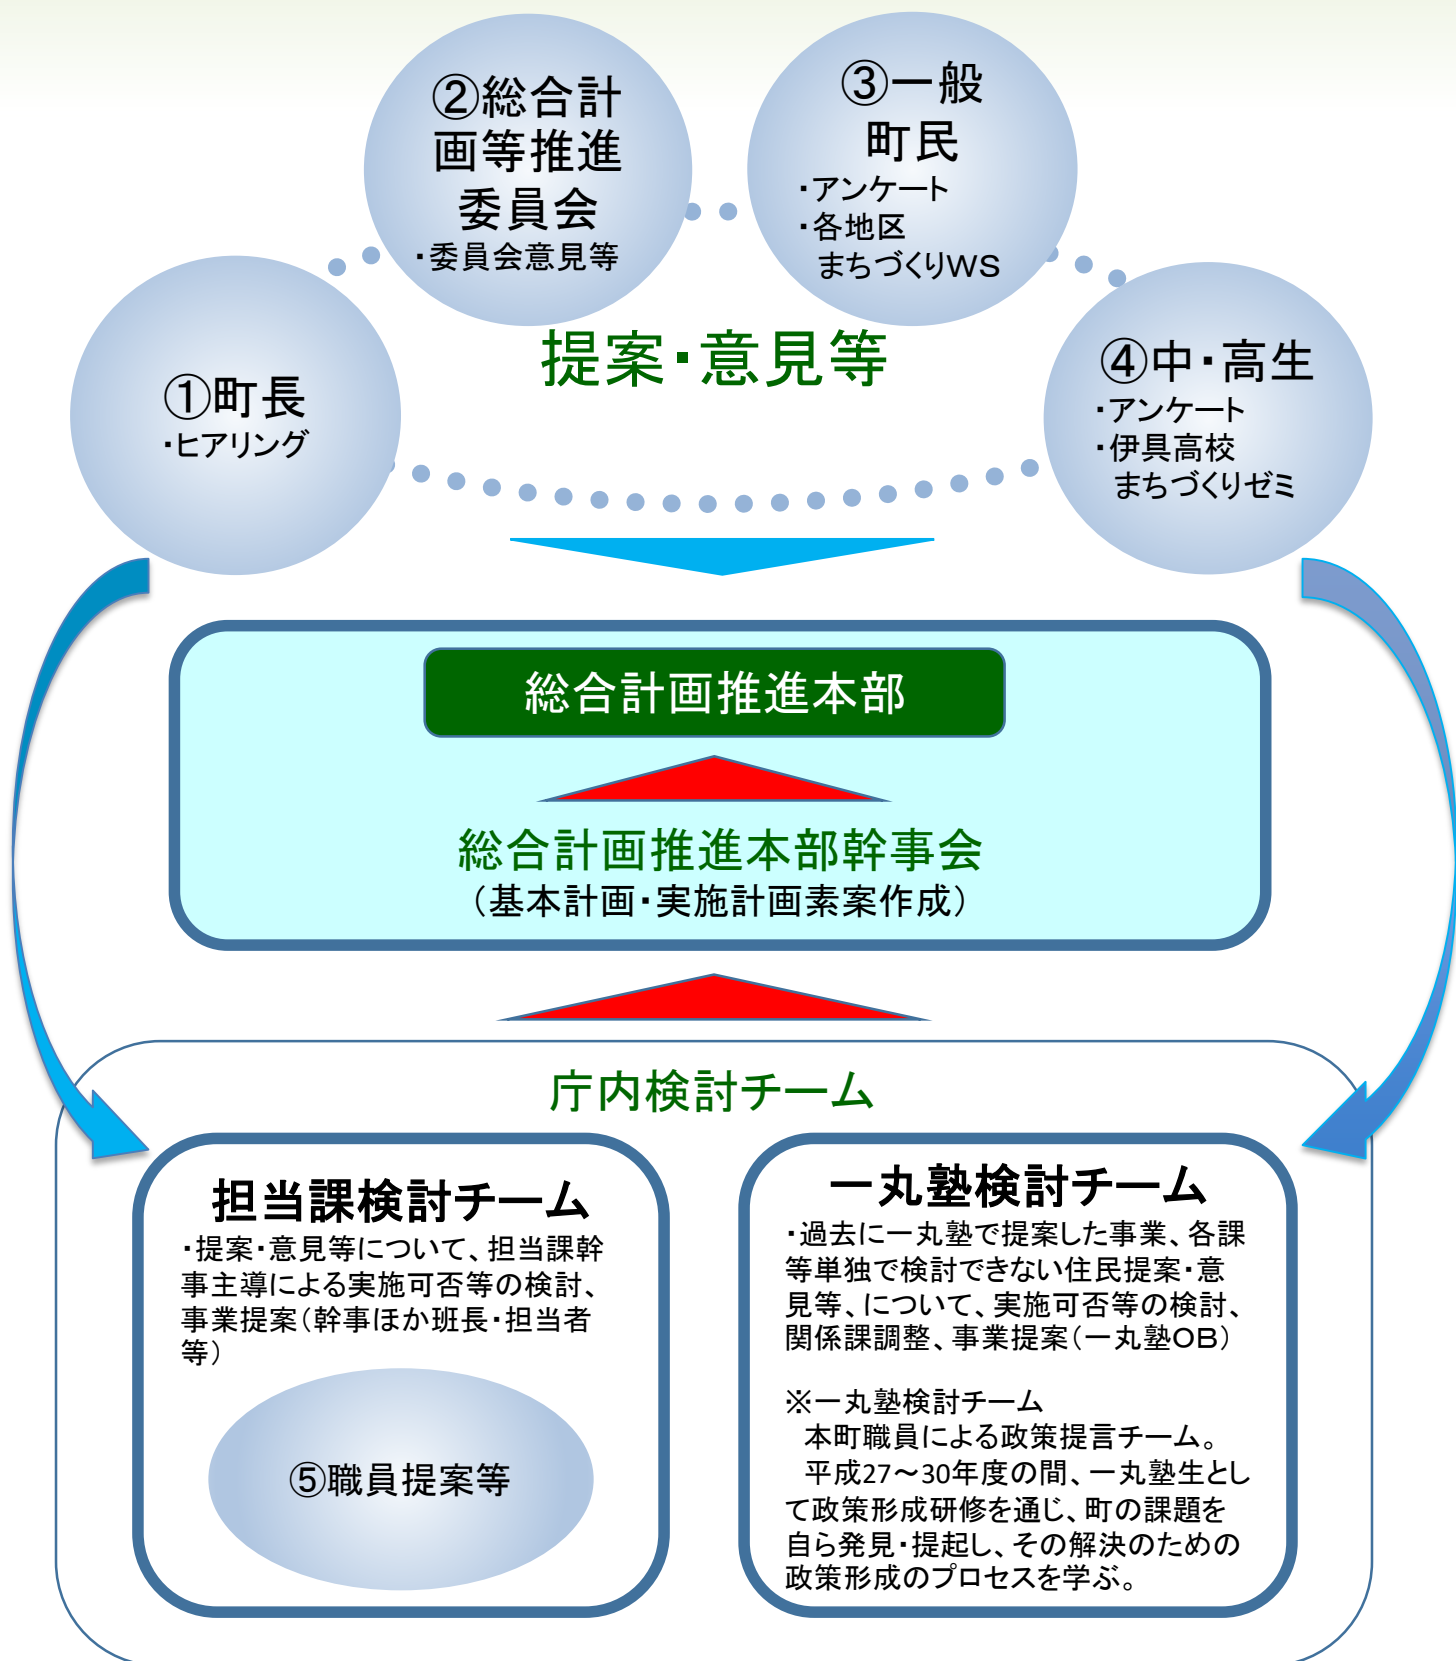 ②総合計
画等推進
委員会
・委員会意見等
③一般
町民
・アンケート
・各地区
まちづくりWS
①町長
・ヒアリング
提案・意見等
④中・高生
・アンケート
・伊具高校
まちづくりゼミ
総合計画推進本部
総合計画推進本部幹事会
（基本計画・実施計画素案作成）
庁内検討チーム
担当課検討チーム
・提案・意見等について、担当課幹
事主導による実施可否等の検討、
事業提案（幹事ほか班長・担当者
等）
⑤職員提案等
一丸塾検討チーム
・過去に一丸塾で提案した事業、各課
等単独で検討できない住民提案・意
見等、について、実施可否等の検討、
関係課調整、事業提案（一丸塾OB）
※一丸塾検討チーム
本町職員による政策提言チーム。
平成27～30年度の間、一丸塾生とし
て政策形成研修を通じ、町の課題を
自ら発見・提起し、その解決のための
政策形成のプロセスを学ぶ。